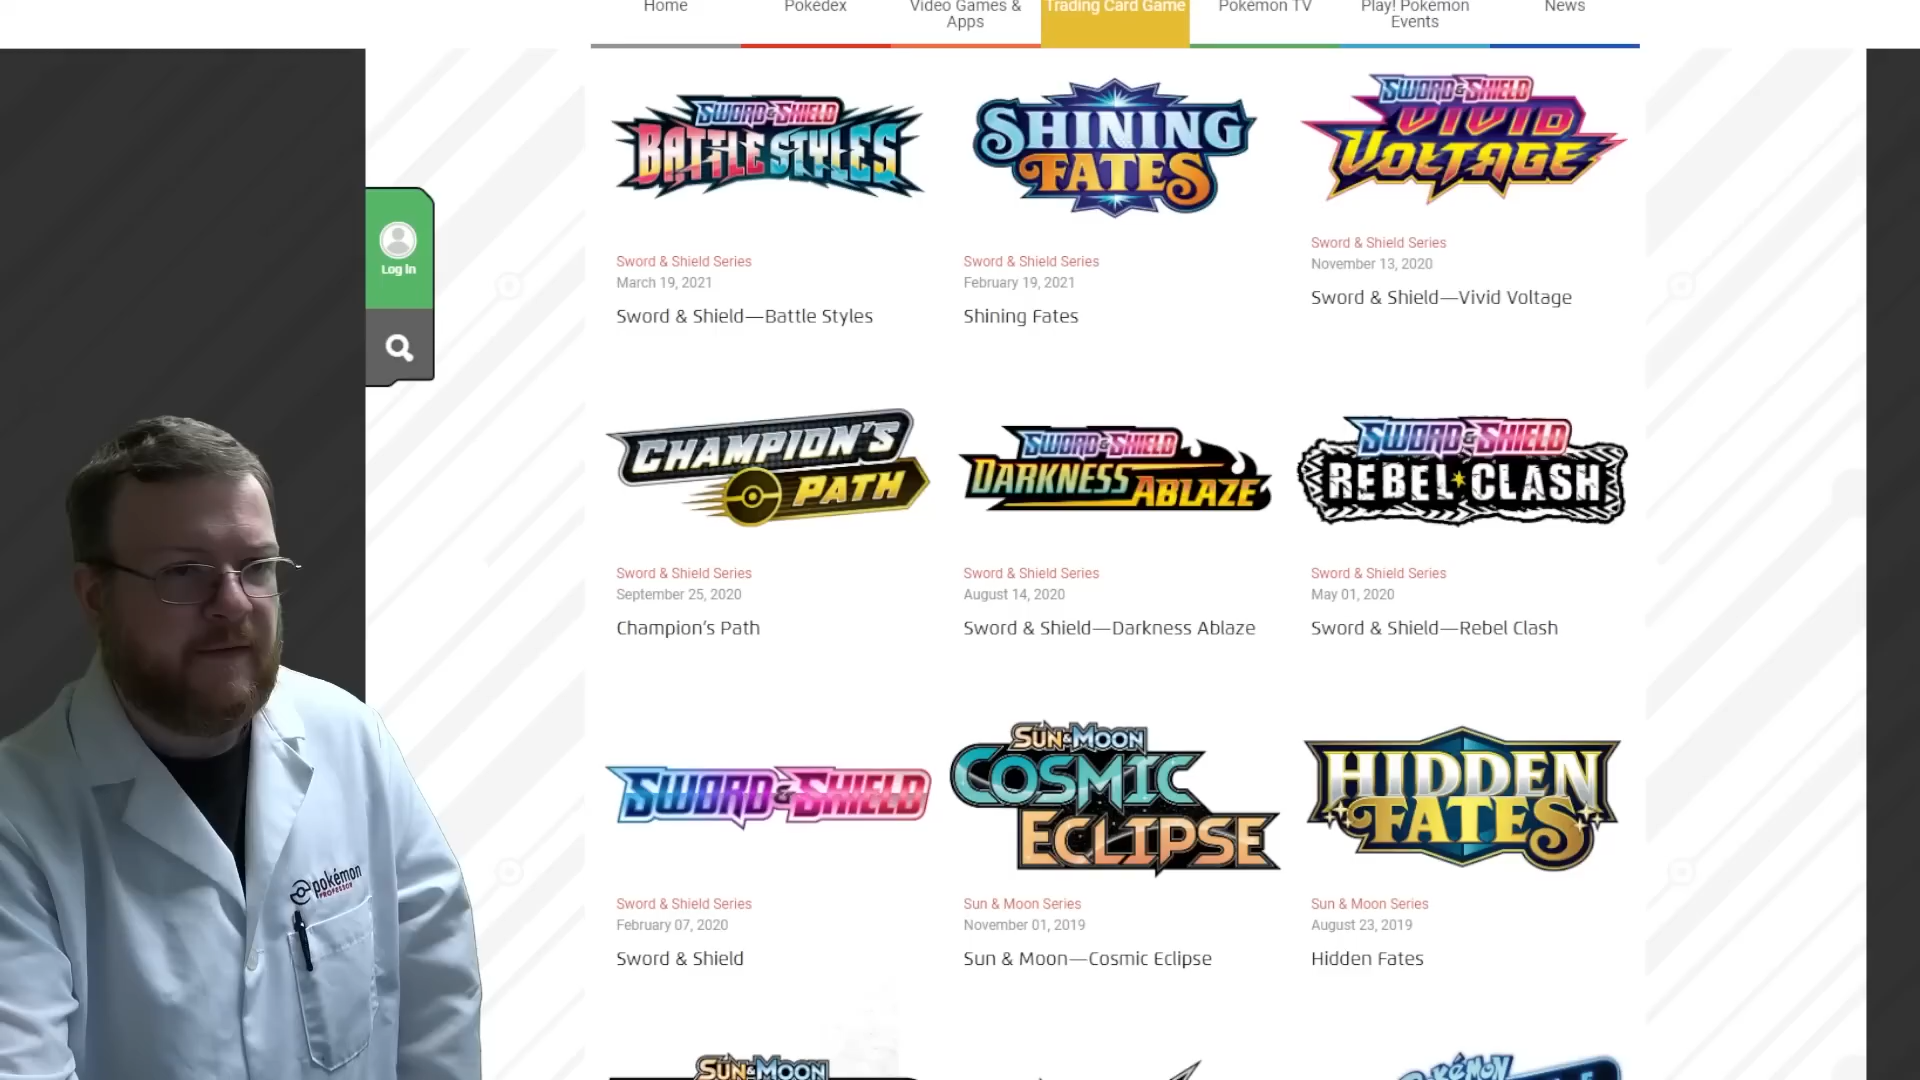 Home
Pokédex
Video Games &
Apps
Trading Card Game
Pokémon TV
Play! Pokémon
Events
News
Log In
SWORD & SHIELD
BATTLE STYLES
SHINING
FATES
SWORD & SHIELD
VIVID
VOLTAGE
Sword & Shield Series
March 19, 2021
Sword & Shield—Battle Styles
Sword & Shield Series
February 19, 2021
Shining Fates
Sword & Shield Series
November 13, 2020
Sword & Shield—Vivid Voltage
CHAMPION'S
PATH
SWORD & SHIELD
DARKNESS ABLAZE
SWORD & SHIELD
REBEL CLASH
Sword & Shield Series
September 25, 2020
Champion's Path
Sword & Shield Series
August 14, 2020
Sword & Shield—Darkness Ablaze
Sword & Shield Series
May 01, 2020
Sword & Shield—Rebel Clash
SWORD & SHIELD
SUN & MOON
COSMIC
ECLIPSE
HIDDEN
FATES
Sword & Shield Series
February 07, 2020
Sword & Shield
Sun & Moon Series
November 01, 2019
Sun & Moon—Cosmic Eclipse
Sun & Moon Series
August 23, 2019
Hidden Fates
SUN & MOON
POKÉMON
pokémon
PROFESSOR